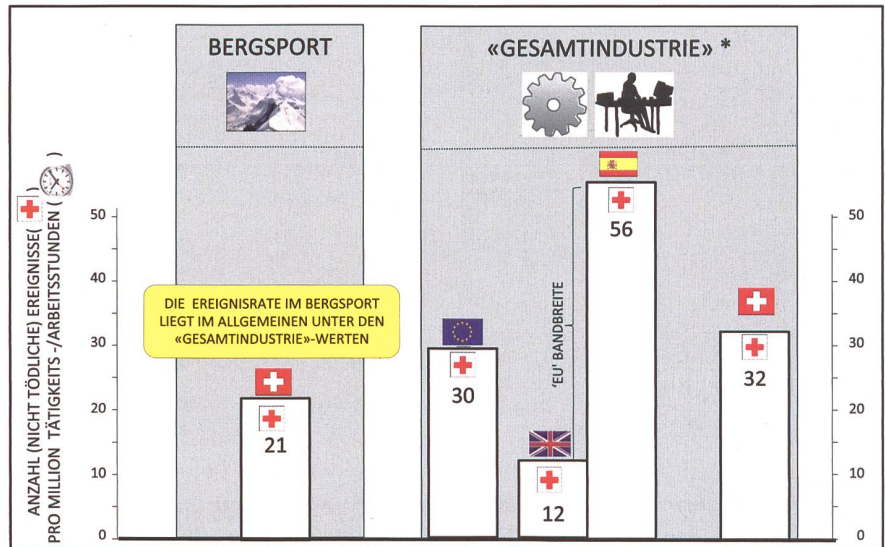 BERGSPORT
«GESAMTINDUSTRIE» *
ANZAHL (NICHT TÖDLICHE) EREIGNISSE( )
PRO MILLION TÄTIGKEITS -/ARBEITSSTUNDEN ( )
50
40
30
20
10
0
DIE EREIGNISRATE IM BERGSPORT
LIEGT IM ALLGEMEINEN UNTER DEN
«GESAMTINDUSTRIE»-WERTEN
21
30
12
'EU' BANDBREITE
56
32
50
40
30
20
10
0